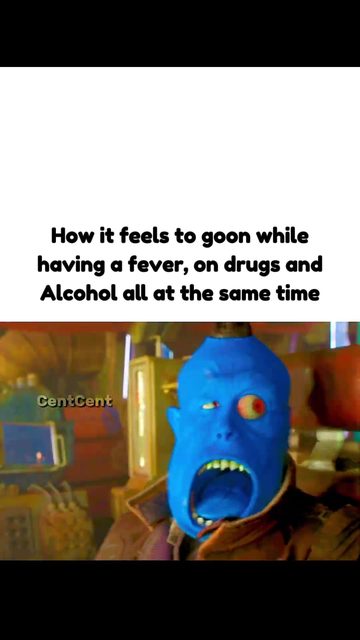 How it feels to goon while
having a fever, on drugs and
Alcohol all at the same time
CentCent